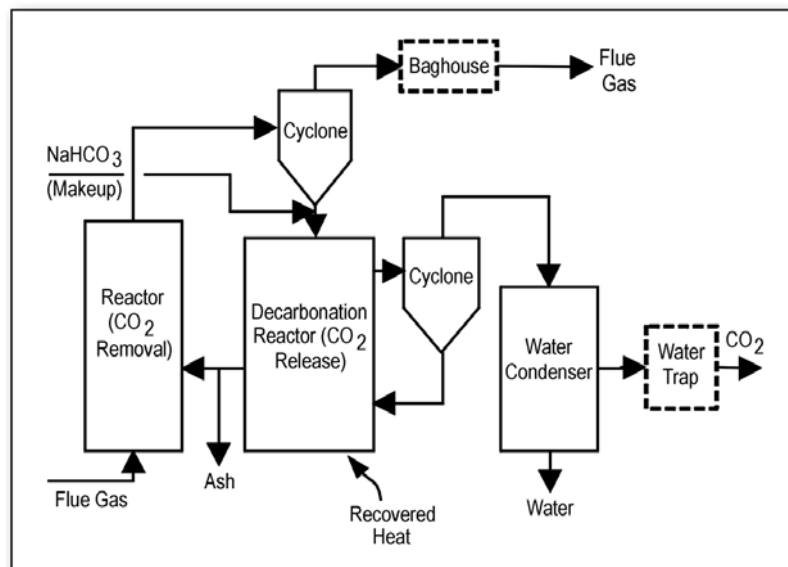 Baghouse
Flue
Gas
Cyclone
NaHCO3
(Makeup)
Reactor
(CO2
Removal)
Decarbonation
Reactor (CO2
Release)
Cyclone
Water
Condenser
Water
Trap
CO2
Flue Gas
Ash
Recovered
Heat
Water